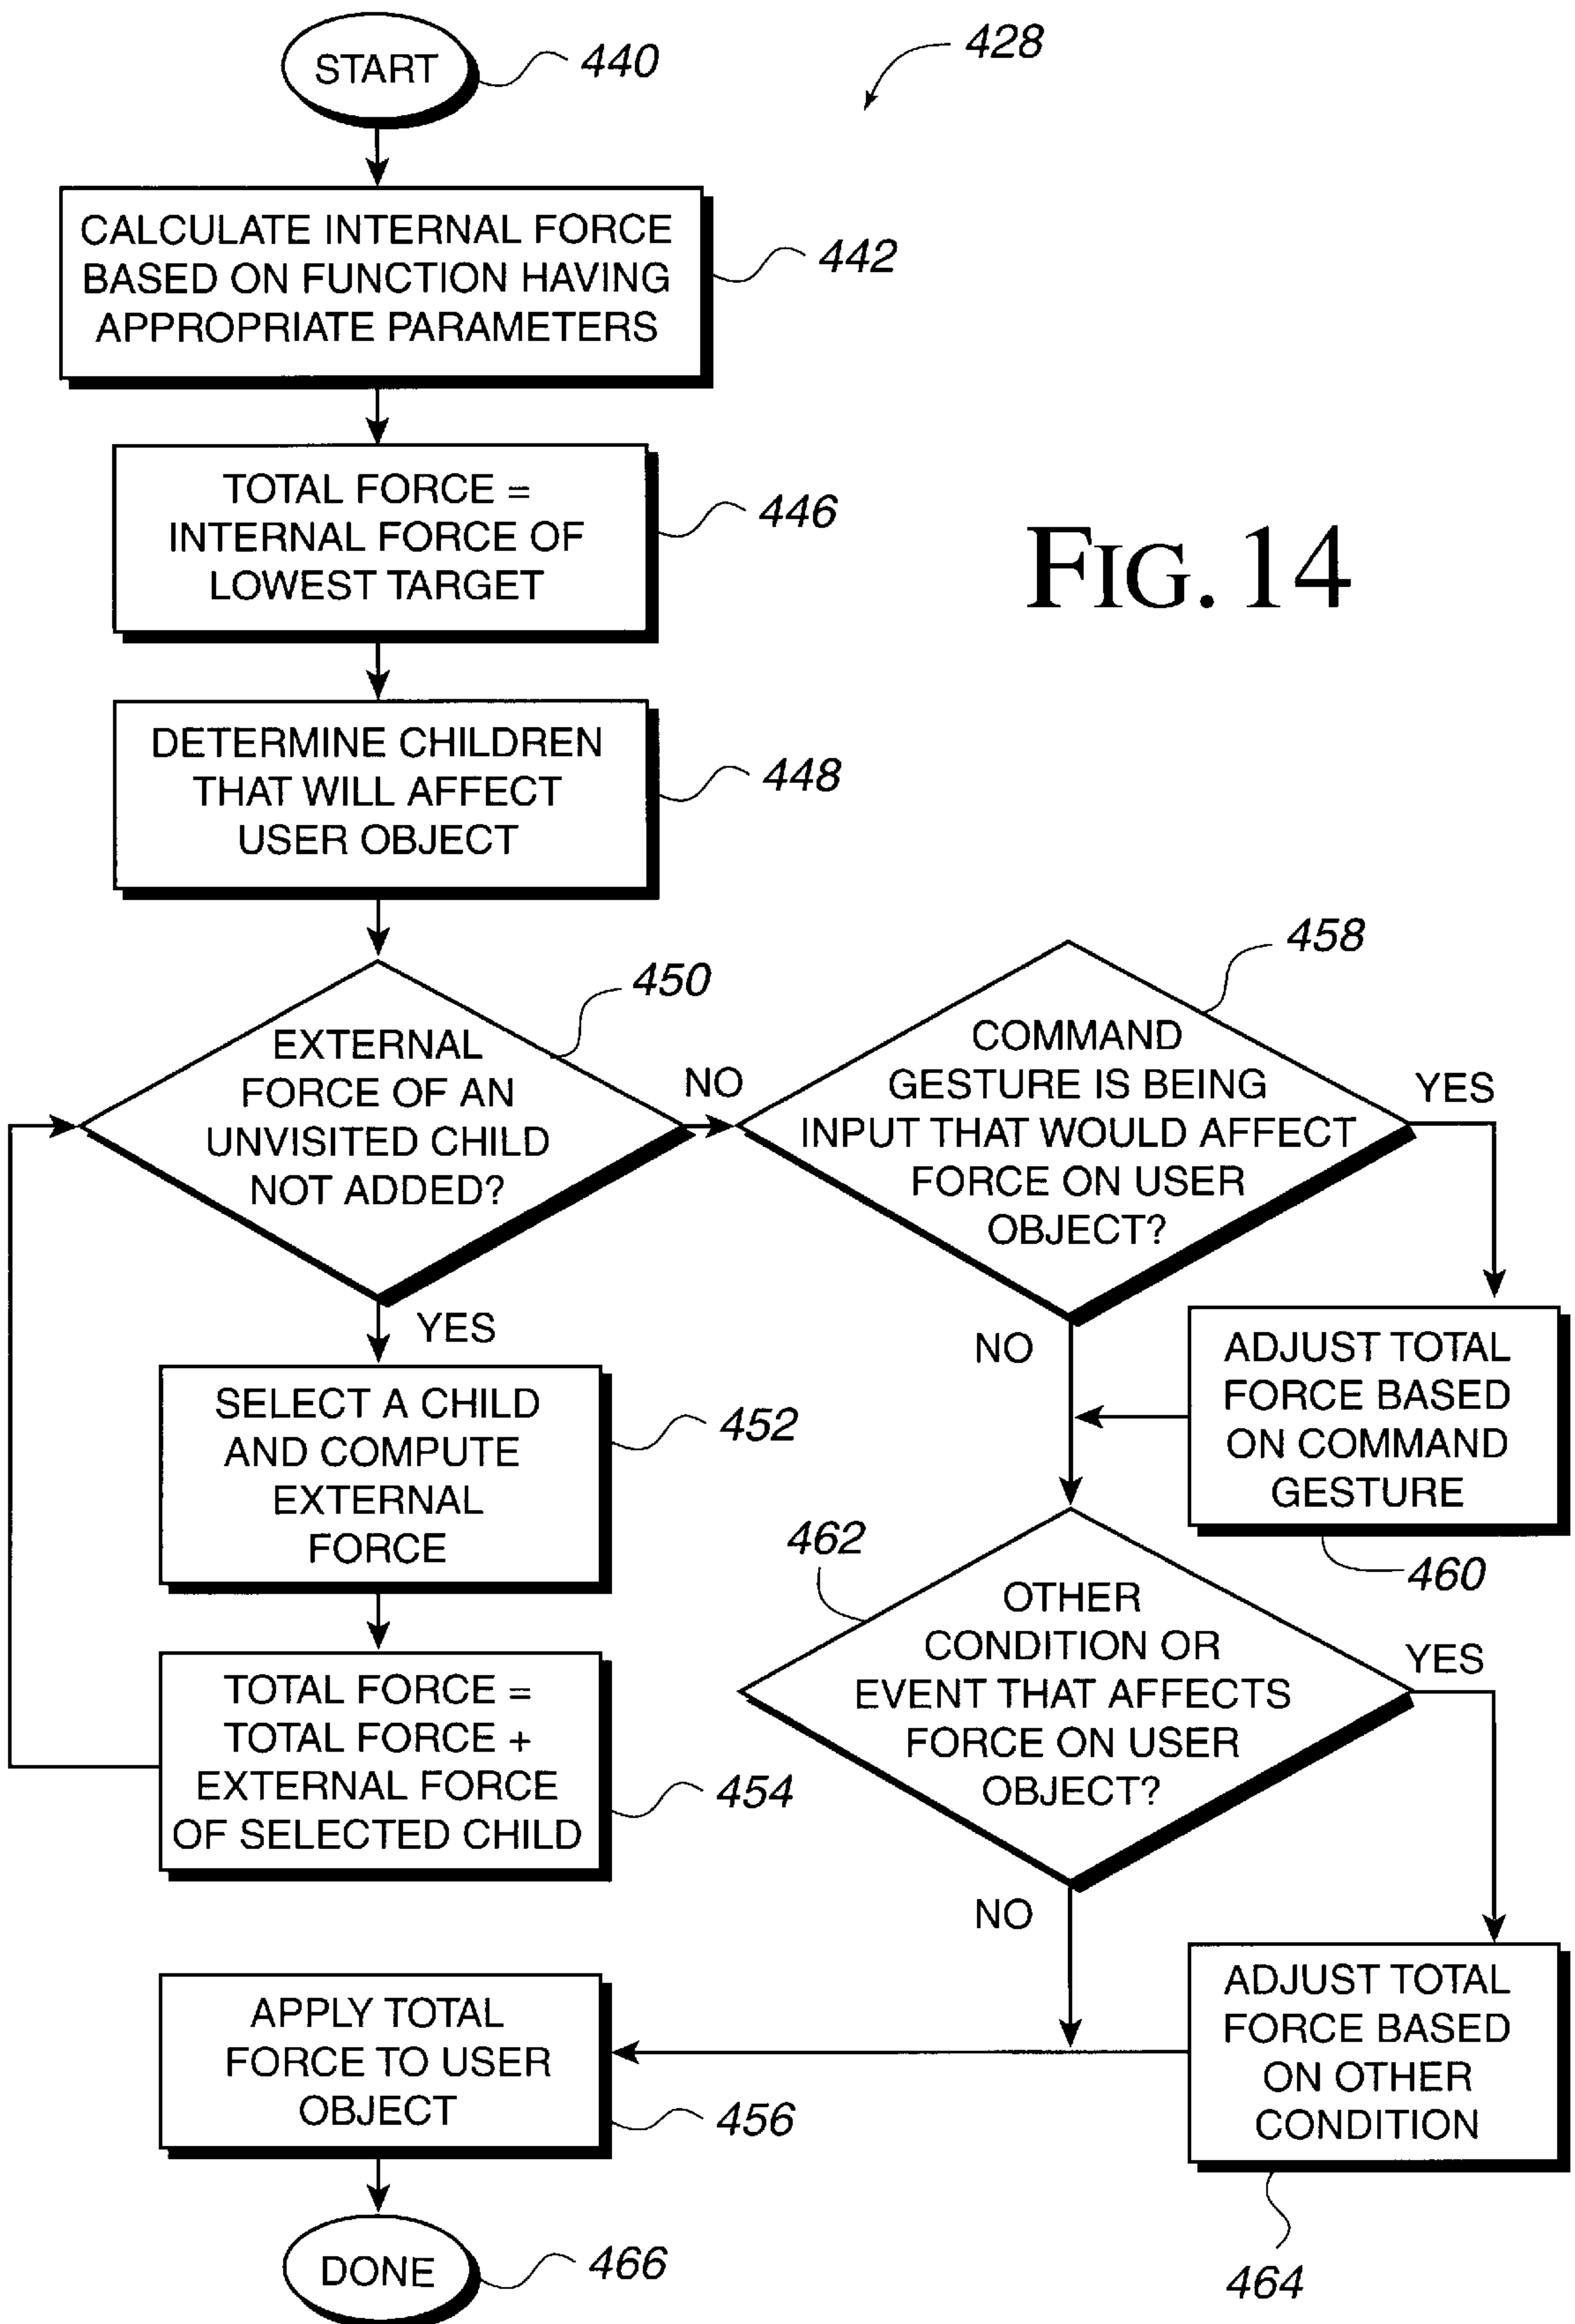 START
440
428
CALCULATE INTERNAL FORCE
BASED ON FUNCTION HAVING
APPROPRIATE PARAMETERS
442
TOTAL FORCE =
INTERNAL FORCE OF
LOWEST TARGET
446
FIG. 14
DETERMINE CHILDREN
THAT WILL AFFECT
USER OBJECT
448
EXTERNAL
FORCE OF AN
UNVISITED CHILD
NOT ADDED?
450
NO
YES
COMMAND
GESTURE IS BEING
INPUT THAT WOULD AFFECT
FORCE ON USER
OBJECT?
458
YES
NO
SELECT A CHILD
AND COMPUTE
EXTERNAL
FORCE
452
ADJUST TOTAL
FORCE BASED
ON COMMAND
GESTURE
460
TOTAL FORCE =
TOTAL FORCE +
EXTERNAL FORCE
OF SELECTED CHILD
454
462
OTHER
CONDITION OR
EVENT THAT AFFECTS
FORCE ON USER
OBJECT?
YES
NO
APPLY TOTAL
FORCE TO USER
OBJECT
456
ADJUST TOTAL
FORCE BASED
ON OTHER
CONDITION
464
DONE
466